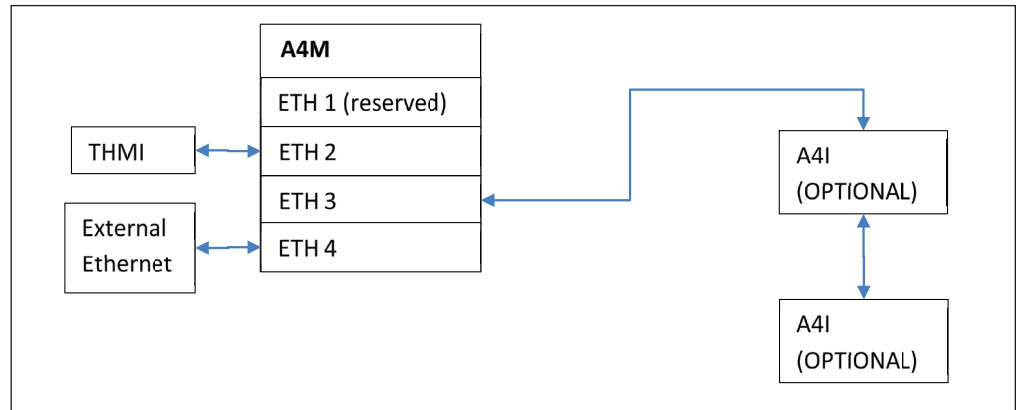 A4M
ETH 1 (reserved)
THMI
ETH 2
ETH 3
External
Ethernet
ETH 4
A4I
(OPTIONAL)
A4I
(OPTIONAL)